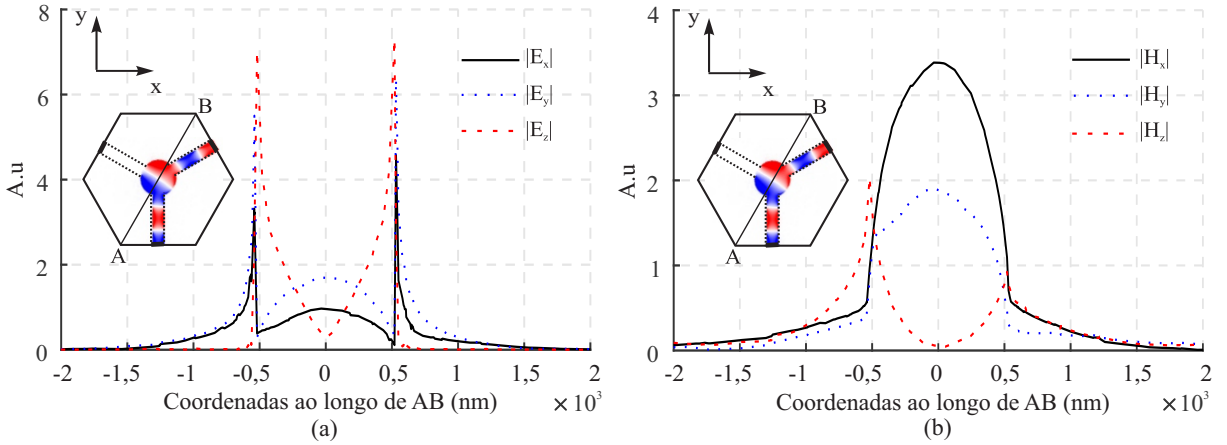 8
6
4
2
0
A.u
y
x
B
A
|Eₓ|
|E_y|
|E_z|
-2 -1,5 -1 -0,5 0 0,5 1 1,5 2
Coordenadas ao longo de AB (nm) ×10³
(a)
4
3
2
1
0
A.u
y
x
B
A
|Hₓ|
|H_y|
|H_z|
-2 -1,5 -1 -0,5 0 0,5 1 1,5 2
Coordenadas ao longo de AB (nm) ×10³
(b)